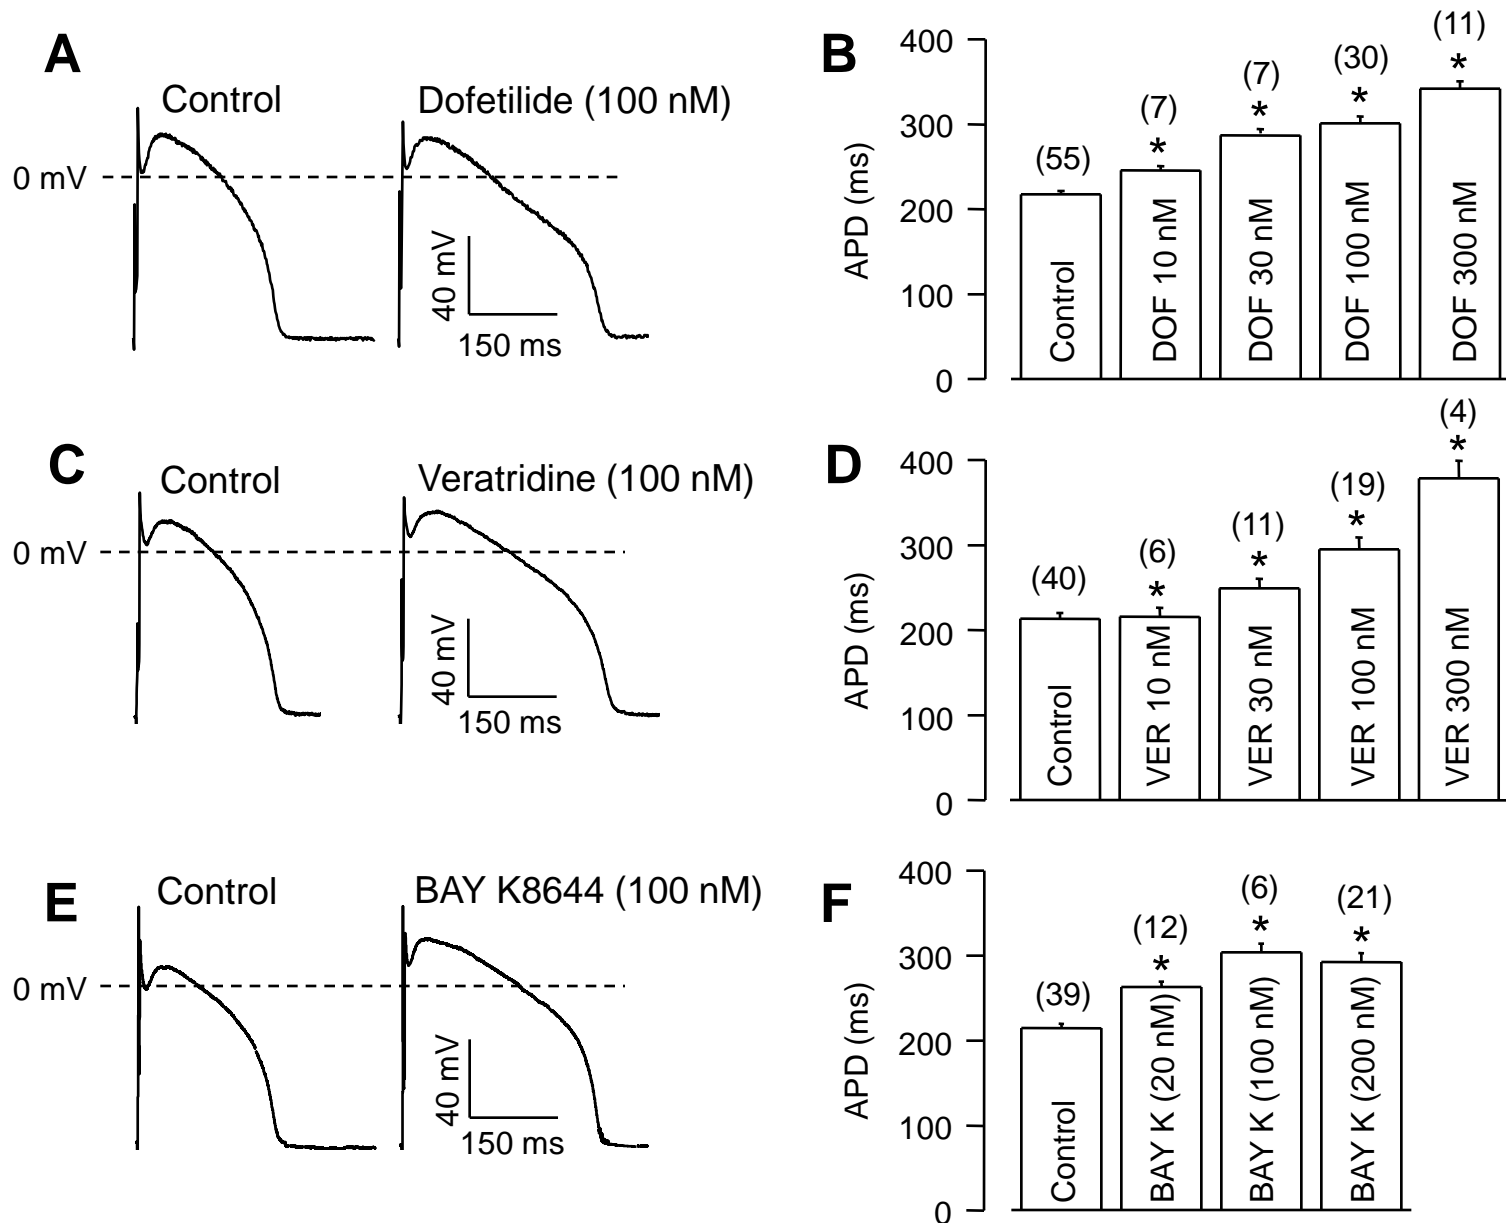 A
Control
Dofetilide (100 nM)
0 mV
40 mV
150 ms
B
APD (ms)
400
300
200
100
0
(55)
(7)
*
(7)
*
(30)
*
(11)
*
Control
DOF 10 nM
DOF 30 nM
DOF 100 nM
DOF 300 nM
C
Control
Veratridine (100 nM)
0 mV
40 mV
150 ms
D
APD (ms)
400
300
200
100
0
(40)
(6)
*
(11)
*
(19)
*
(4)
*
Control
VER 10 nM
VER 30 nM
VER 100 nM
VER 300 nM
E
Control
BAY K8644 (100 nM)
0 mV
40 mV
150 ms
F
APD (ms)
400
300
200
100
0
(39)
(12)
*
(6)
*
(21)
*
Control
BAY K (20 nM)
BAY K (100 nM)
BAY K (200 nM)